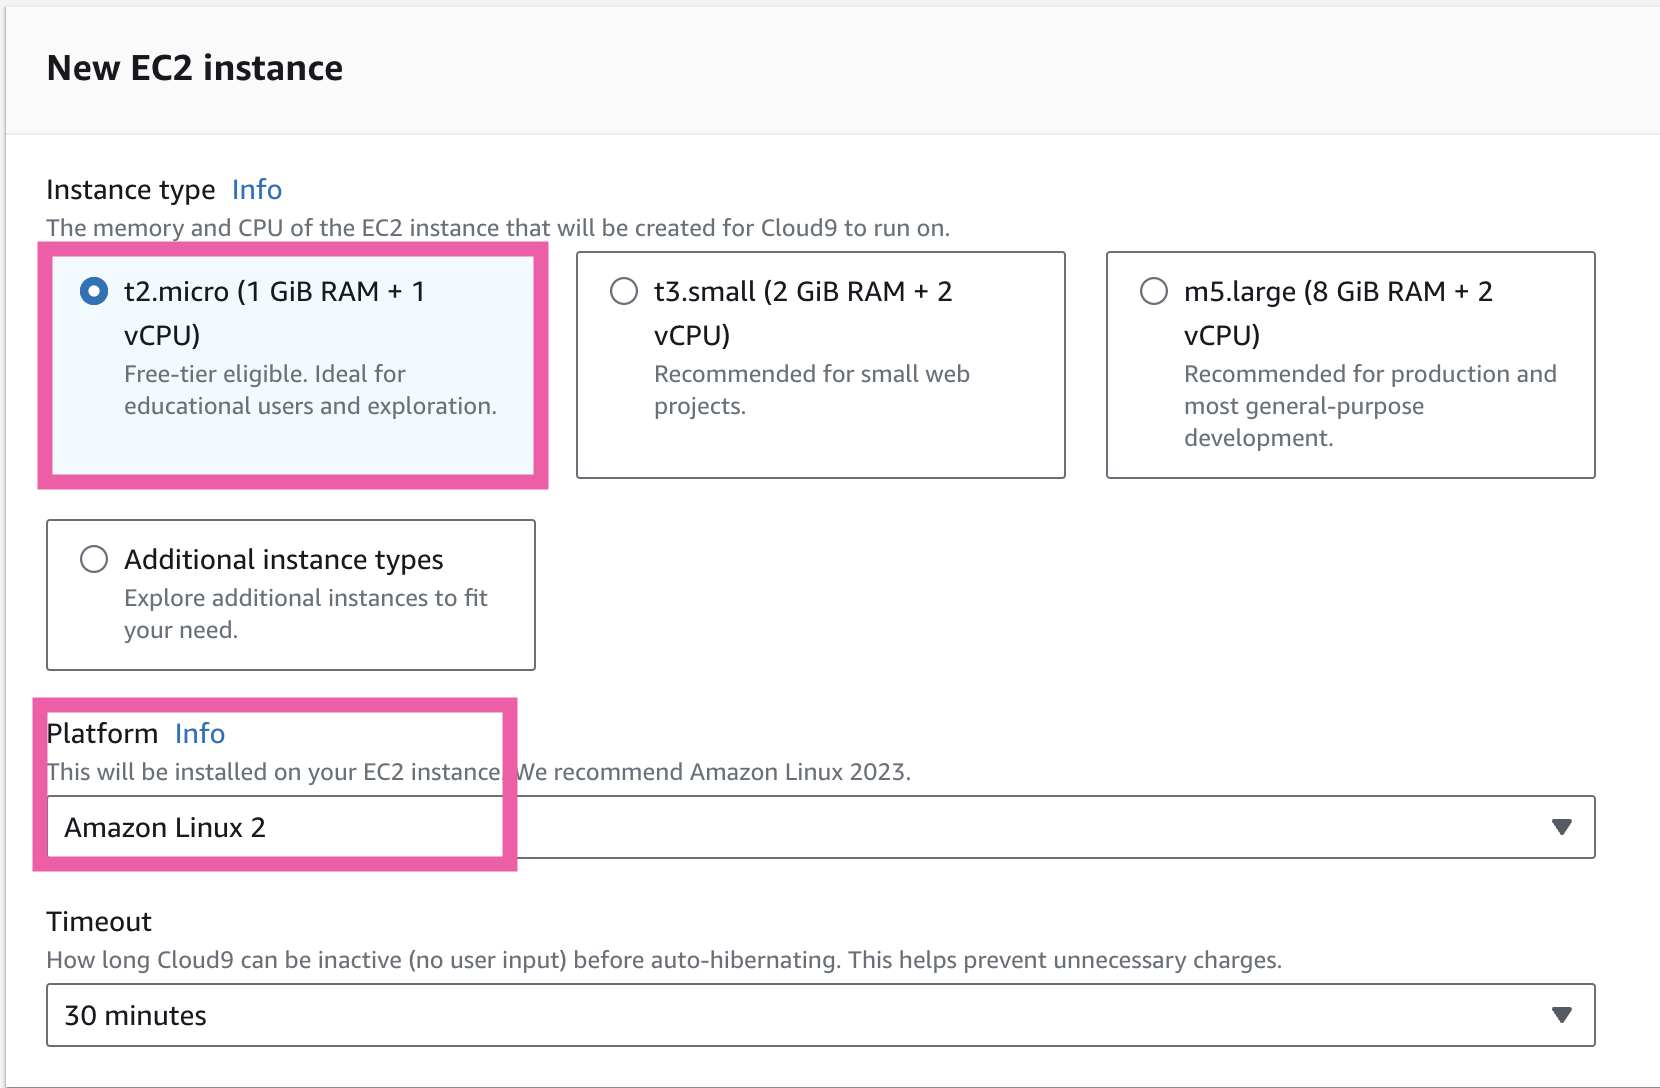 New EC2 instance
Instance type Info
The memory and CPU of the EC2 instance that will be created for Cloud9 to run on.
t2.micro (1 GiB RAM + 1
vCPU)
Free-tier eligible. Ideal for
educational users and exploration.
t3.small (2 GiB RAM + 2
vCPU)
Recommended for small web
projects.
m5.large (8 GiB RAM + 2
vCPU)
Recommended for production and
most general-purpose
development.
Additional instance types
Explore additional instances to fit
your need.
Platform Info
This will be installed on your EC2 instance. We recommend Amazon Linux 2023.
Amazon Linux 2
Timeout
How long Cloud9 can be inactive (no user input) before auto-hibernating. This helps prevent unnecessary charges.
30 minutes